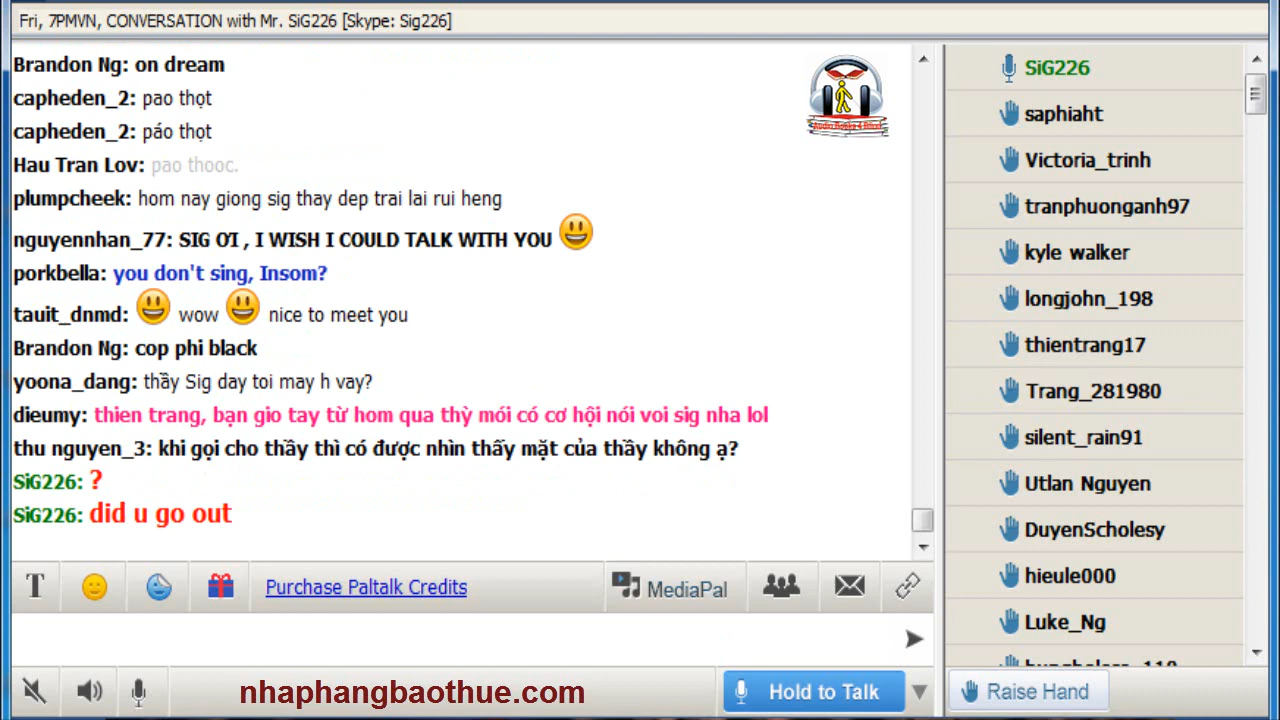 Fri, 7PMVN, CONVERSATION with Mr. SiG226 [Skype: Sig226]
Brandon Ng: on dream
capheden_2: pao thọt
capheden_2: páo thọt
Hau Tran Lov: pao thooc.
plumpcheek: hom nay giong sig thay dep trai lai rui heng
nguyennhan_77: SIG ƠI , I WISH I COULD TALK WITH YOU
porkbella: you don't sing, Insom?
tauit_dnmd: wow nice to meet you
Brandon Ng: cop phi black
yoona_dang: thầy Sig day toi may h vay?
dieumy: thien trang, bạn gio tay từ hom qua thỳ mói có cơ hội nói voi sig nha lol
thu nguyen_3: khi gọi cho thầy thì có được nhìn thấy mặt của thầy không ạ?
SiG226: ?
SiG226: did u go out
SiG226
saphiaht
Victoria_trinh
tranphuonganh97
kyle walker
longjohn_198
thientrang17
Trang_281980
silent_rain91
Utlan Nguyen
DuyenScholesy
hieule000
Luke_Ng
T
Purchase Paltalk Credits
MediaPal
nhaphangbaothue.com
Hold to Talk
Raise Hand